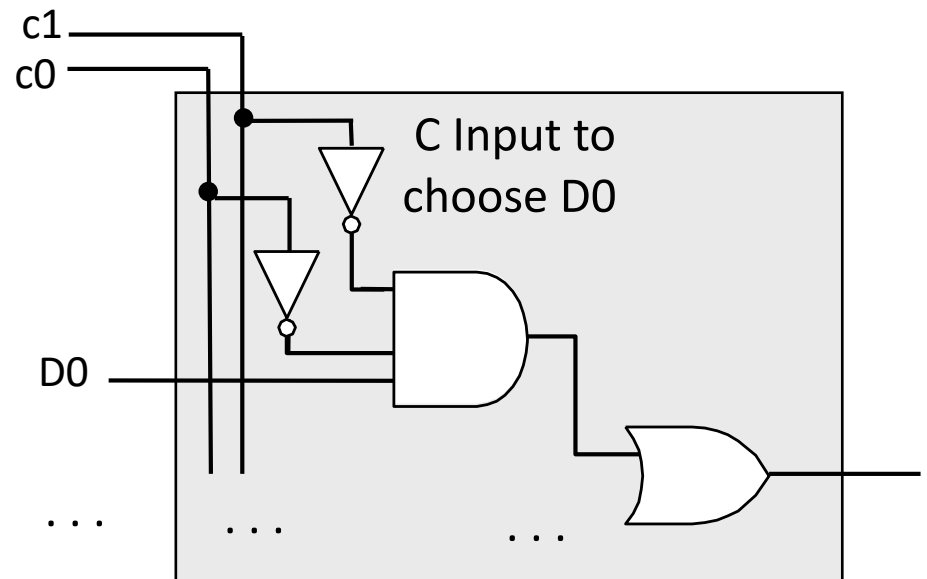 c1
c0
C Input to
choose D0
D0
. . .
. . .
. . .